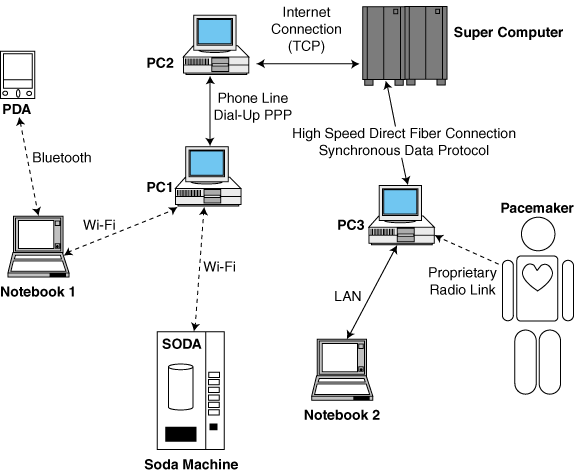 Internet
Connection
(TCP)
Super Computer
PC2
PDA
Phone Line
Dial-Up PPP
High Speed Direct Fiber Connection
Synchronous Data Protocol
Bluetooth
PC1
Wi-Fi
Pacemaker
PC3
Notebook 1
Wi-Fi
Proprietary
Radio Link
LAN
SODA
Notebook 2
Soda Machine